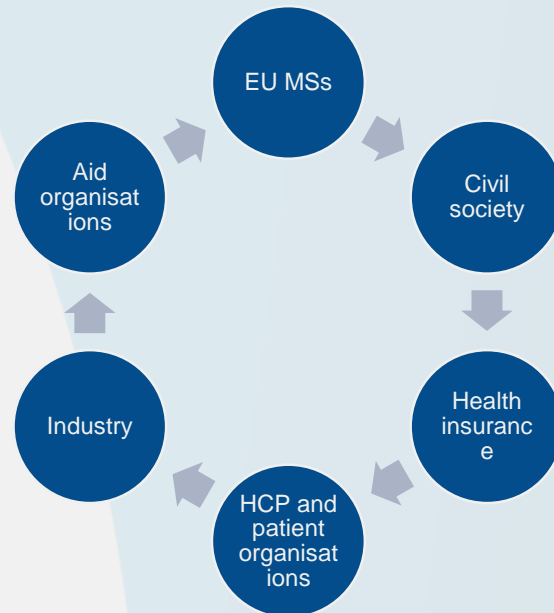 EU MSs
Civil
society
Health
insuranc
e
HCP and
patient
organisat
ions
Industry
Aid
organisat
ions